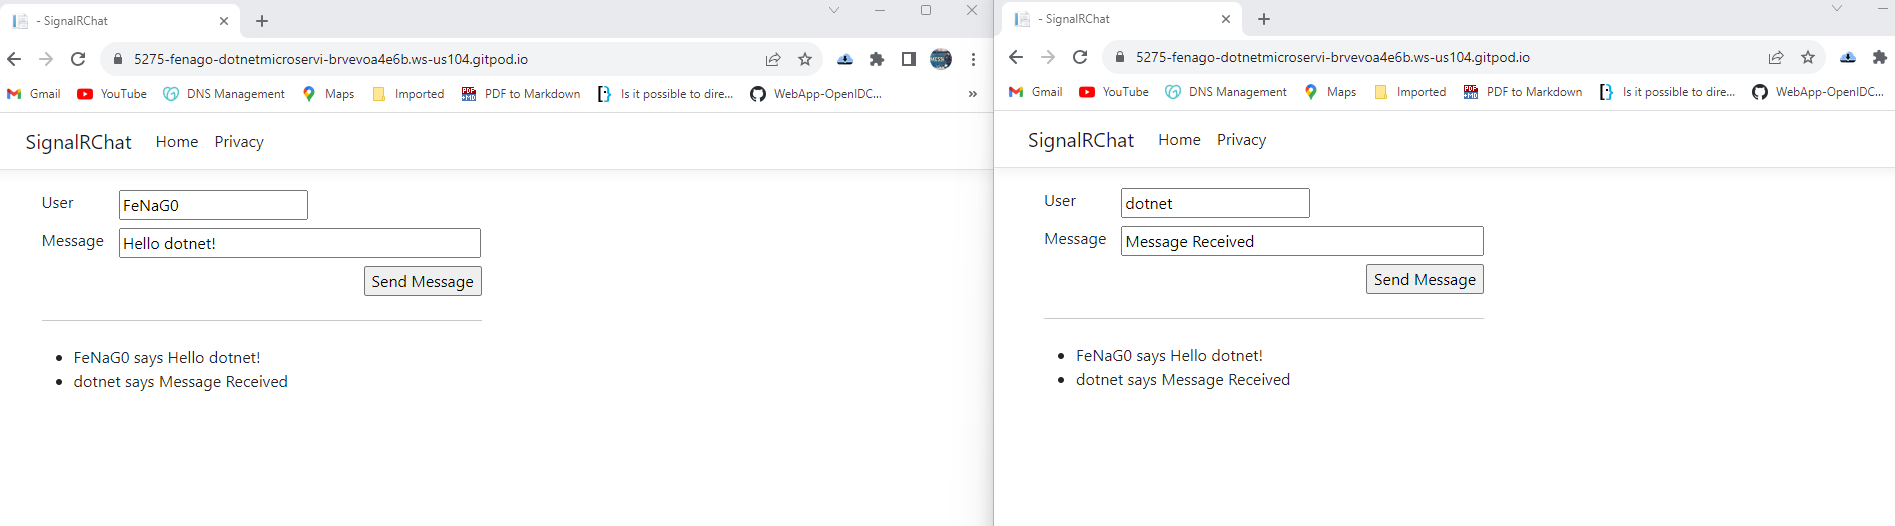 - SignalRChat
5275-fenago-dotnetmicroservi-brvevoa4e6b.ws-us104.gitpod.io
Gmail YouTube DNS Management Maps Imported PDF to Markdown Is it possible to dire... WebApp-OpenIDC... »
SignalRChat Home Privacy
User FeNaG0
Message Hello dotnet!
Send Message
FeNaG0 says Hello dotnet!
dotnet says Message Received
- SignalRChat
5275-fenago-dotnetmicroservi-brvevoa4e6b.ws-us104.gitpod.io
Gmail YouTube DNS Management Maps Imported PDF to Markdown Is it possible to dire... WebApp-OpenIDC...
SignalRChat Home Privacy
User dotnet
Message Message Received
Send Message
FeNaG0 says Hello dotnet!
dotnet says Message Received